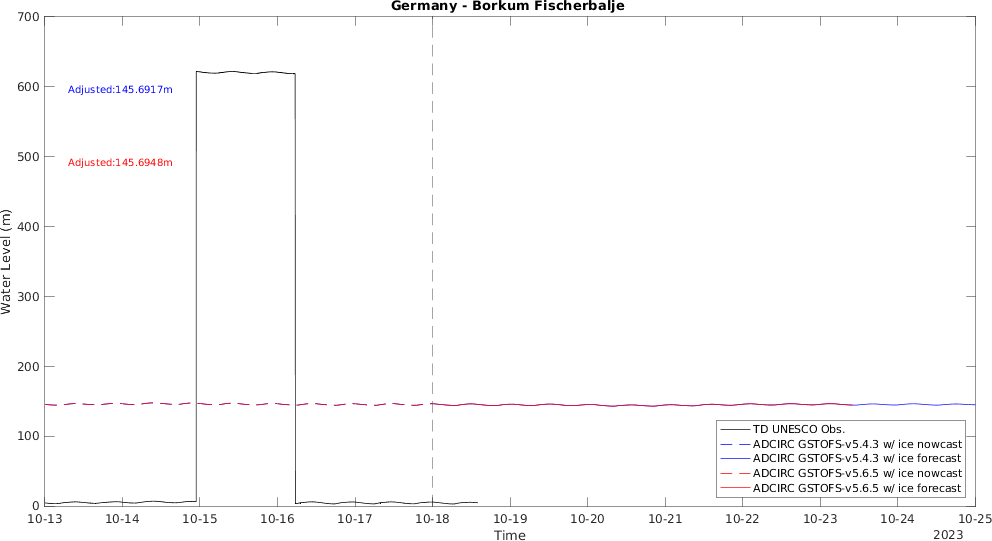 Germany - Borkum Fischerbalje
700
600
500
400
300
200
100
0
Water Level (m)
Adjusted:145.6917m
Adjusted:145.6948m
TD UNESCO Obs.
ADCIRC GSTOFS-v5.4.3 w/ ice nowcast
ADCIRC GSTOFS-v5.4.3 w/ ice forecast
ADCIRC GSTOFS-v5.6.5 w/ ice nowcast
ADCIRC GSTOFS-v5.6.5 w/ ice forecast
10-13 10-14 10-15 10-16 10-17 10-18 10-19 10-20 10-21 10-22 10-23 10-24 10-25
Time
2023